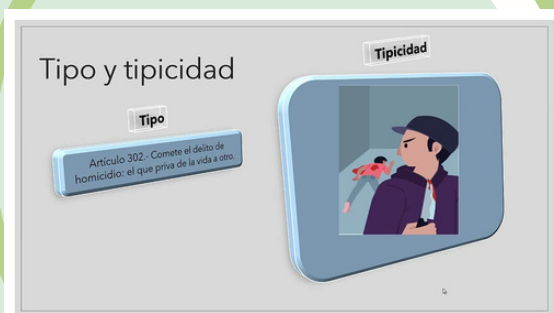 Tipo y tipicidad
Tipo
Artículo 302.- Comete el delito de
homicidio: el que priva de la vida a otro.
Tipicidad